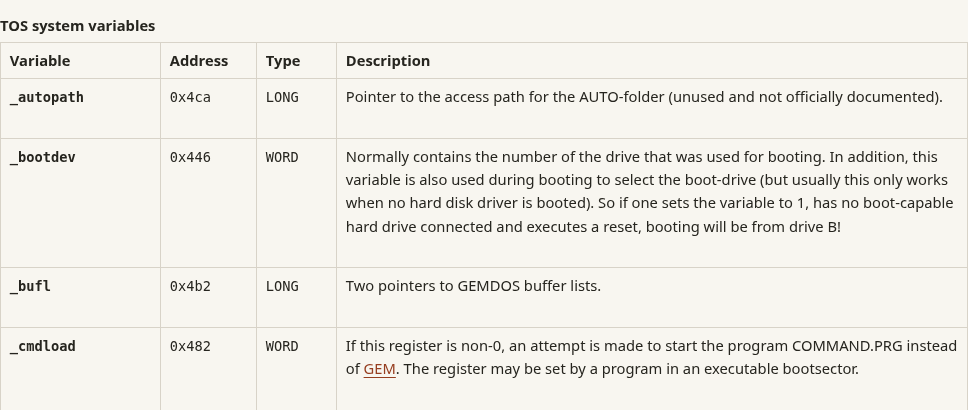 TOS system variables
Variable Address Type Description
_autopath 0x4ca LONG Pointer to the access path for the AUTO-folder (unused and not officially documented).
_bootdev 0x446 WORD Normally contains the number of the drive that was used for booting. In addition, this
variable is also used during booting to select the boot-drive (but usually this only works
when no hard disk driver is booted). So if one sets the variable to 1, has no boot-capable
hard drive connected and executes a reset, booting will be from drive B!
_bufl 0x4b2 LONG Two pointers to GEMDOS buffer lists.
_cmdload 0x482 WORD If this register is non-0, an attempt is made to start the program COMMAND.PRG instead
of GEM. The register may be set by a program in an executable bootsector.